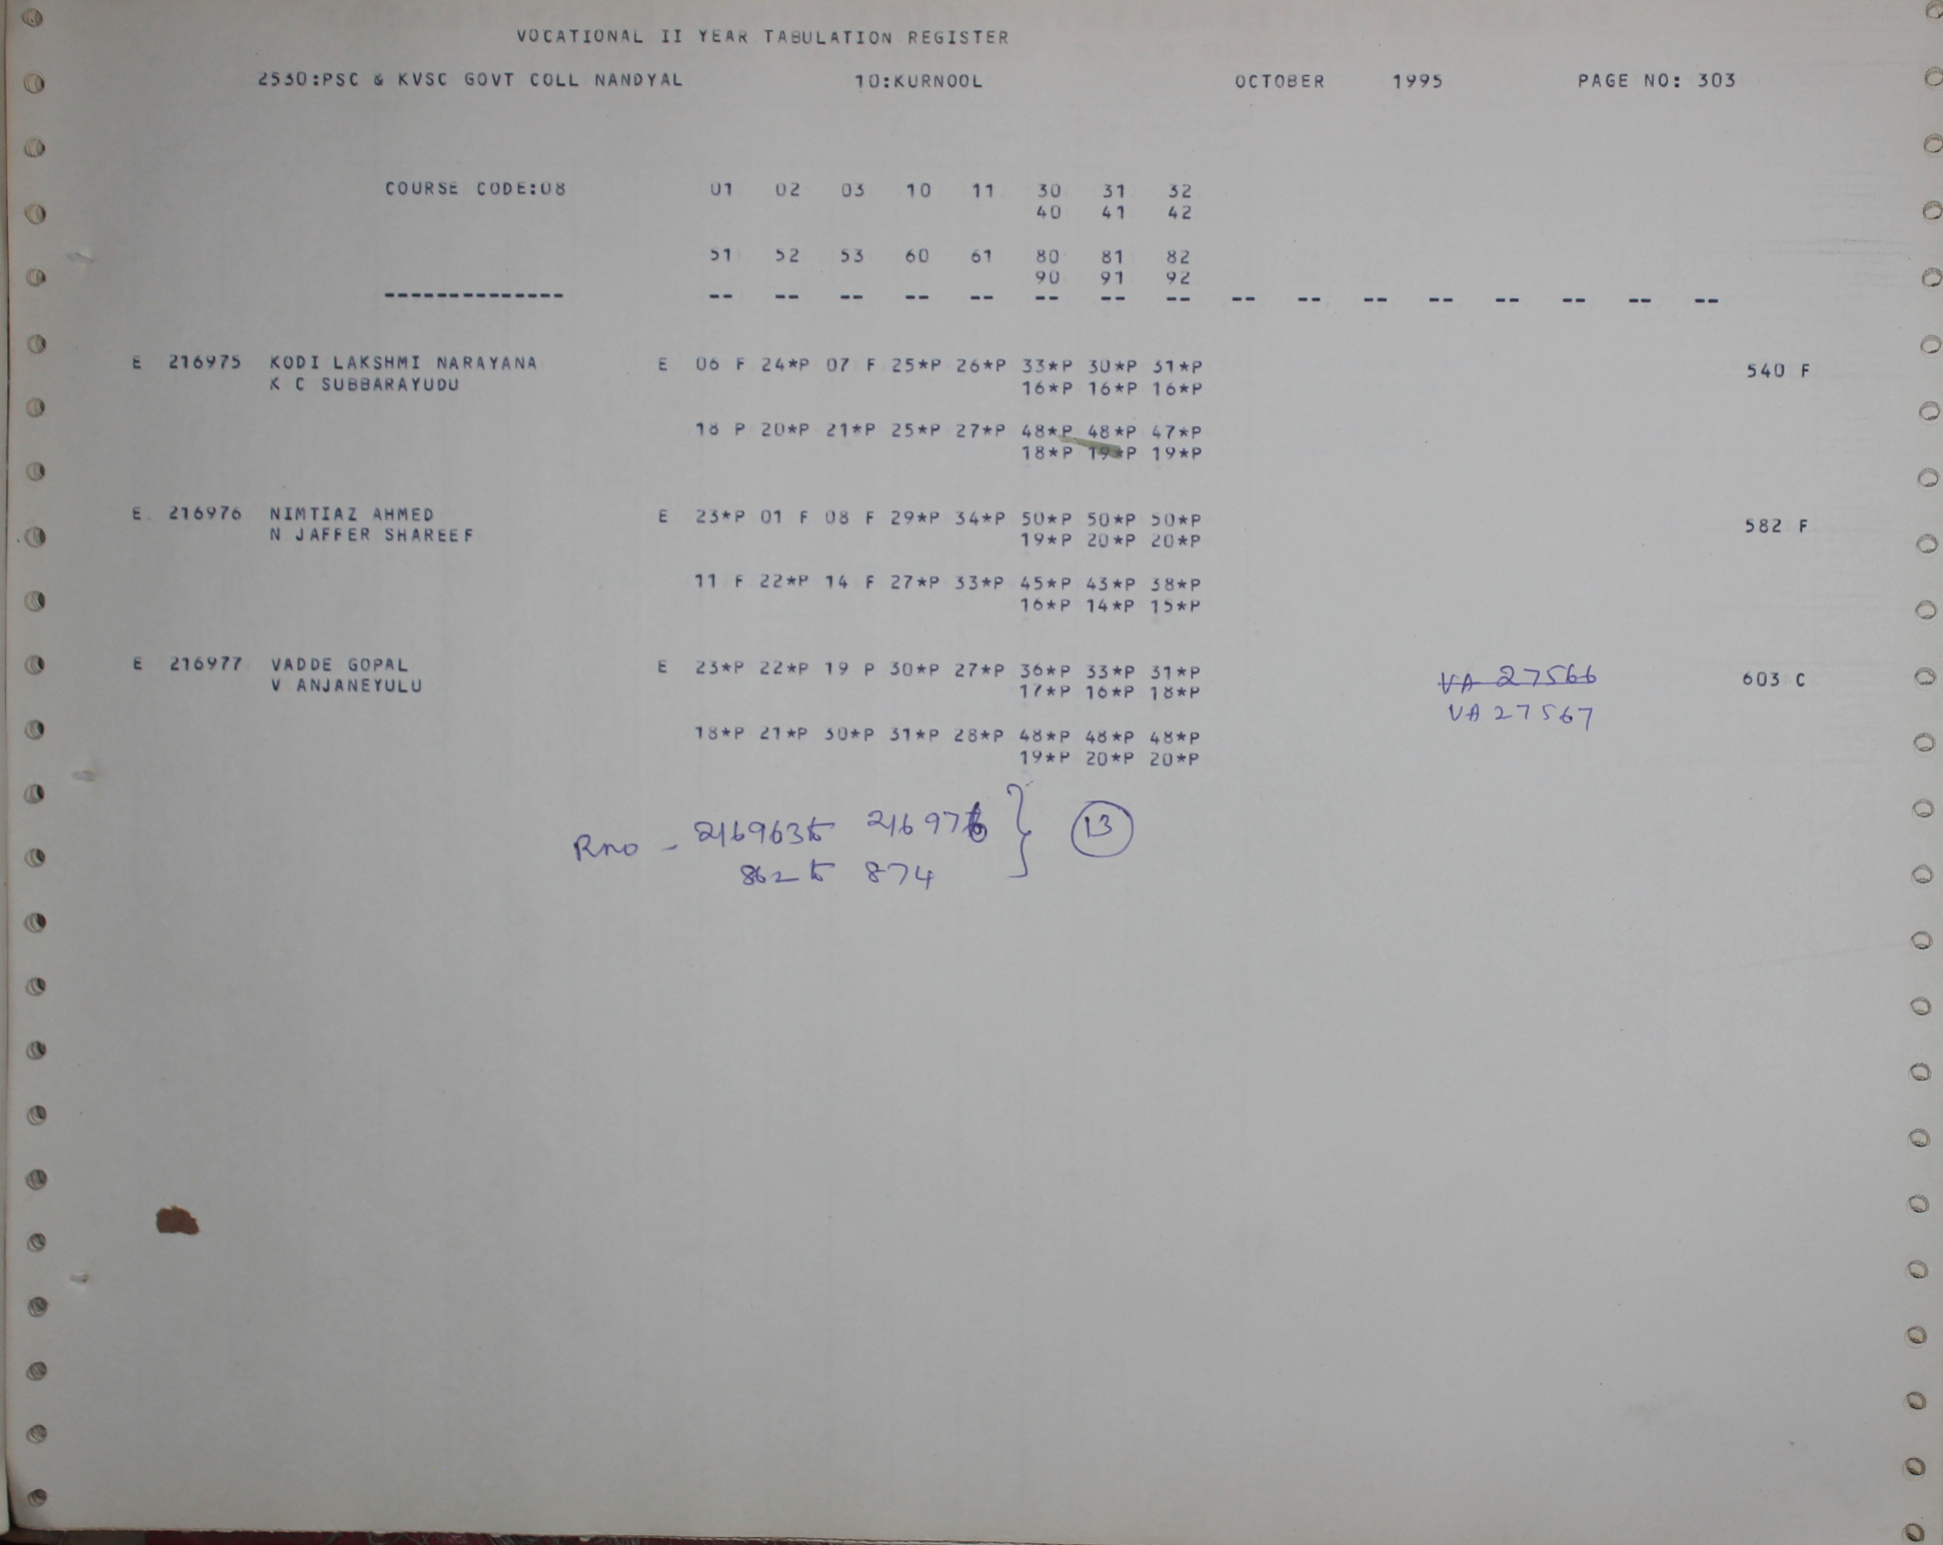 VOCATIONAL II YEAR TABULATION REGISTER
2530:PSC & KVSC GOVT COLL NANDYAL 10:KURNOOL OCTOBER 1995 PAGE NO: 303
COURSE CODE:08 01 02 03 10 11 30 31 32
40 41 42
51 52 53 60 61 80 81 82
90 91 92
-------------- -- -- -- -- -- -- -- -- -- -- -- -- -- -- -- --
E 216975 KODI LAKSHMI NARAYANA E 06 F 24*P 07 F 25*P 26*P 33*P 30*P 31*P 540 F
K C SUBBARAYUDU 16*P 16*P 16*P
18 P 20*P 21*P 25*P 27*P 48*P 48*P 47*P
18*P 19*P 19*P
E 216976 NIMTIAZ AHMED E 23*P 01 F 08 F 29*P 34*P 50*P 50*P 50*P 582 F
N JAFFER SHAREEF 19*P 20*P 20*P
11 F 22*P 14 F 27*P 33*P 45*P 43*P 38*P
16*P 14*P 15*P
E 216977 VADDE GOPAL E 23*P 22*P 19 P 30*P 27*P 36*P 33*P 31*P VA 27566 603 C
V ANJANEYULU 17*P 16*P 18*P VA 27567
18*P 21*P 30*P 31*P 28*P 48*P 48*P 48*P
19*P 20*P 20*P
Rno - 216963 to 216976 } 13
862 to 874